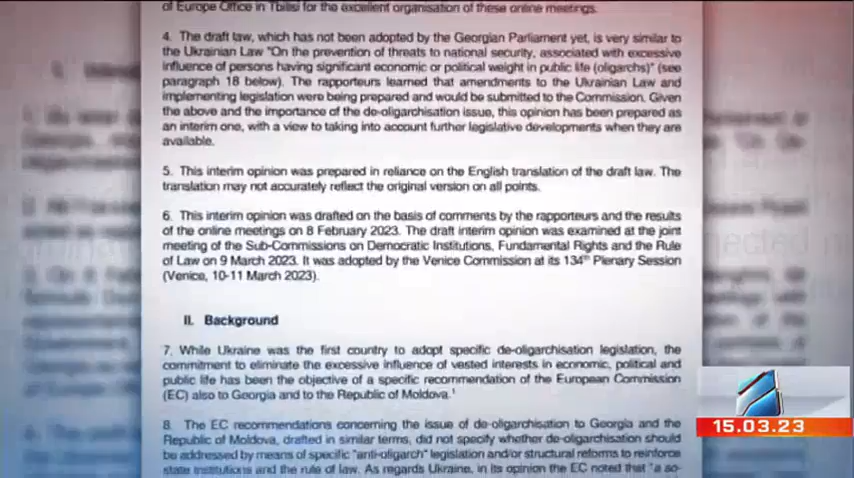 of Europe Office in Tbilisi for the excellent organisation of these online meetings.
4. The draft law, which has not been adopted by the Georgian Parliament yet, is very similar to
the Ukrainian Law "On the prevention of threats to national security, associated with excessive
influence of persons having significant economic or political weight in public life (oligarchs)" (see
paragraph 18 below). The rapporteurs learned that amendments to the Ukrainian Law and
implementing legislation were being prepared and would be submitted to the Commission. Given
the above and the importance of the de-oligarchisation issue, this opinion has been prepared as
an interim one, with a view to taking into account further legislative developments when they are
available.
5. This interim opinion was prepared in reliance on the English translation of the draft law. The
translation may not accurately reflect the original version on all points.
6. This interim opinion was drafted on the basis of comments by the rapporteurs and the results
of the online meetings on 8 February 2023. The draft interim opinion was examined at the joint
meeting of the Sub-Commissions on Democratic Institutions, Fundamental Rights and the Rule
of Law on 9 March 2023. It was adopted by the Venice Commission at its 134th Plenary Session
(Venice, 10-11 March 2023).
II. Background
7. While Ukraine was the first country to adopt specific de-oligarchisation legislation, the
commitment to eliminate the excessive influence of vested interests in economic, political and
public life has been the objective of a specific recommendation of the European Commission
(EC) also to Georgia and to the Republic of Moldova.1
8. The EC recommendations concerning the issue of de-oligarchisation to Georgia and the
Republic of Moldova, drafted in similar terms, did not specify whether de-oligarchisation should
be addressed by means of specific "anti-oligarch" legislation and/or structural reforms to reinforce
state institutions and the rule of law. As regards Ukraine, in its opinion the EC noted that "a so-
15.03.23